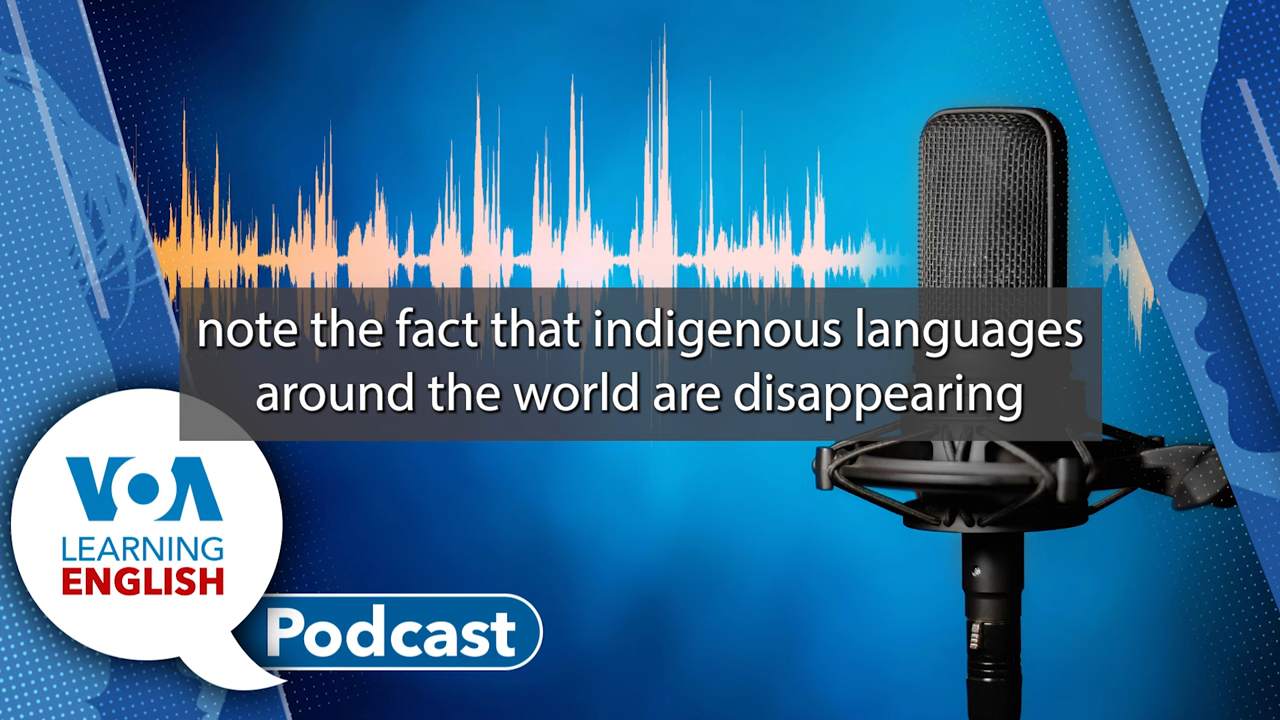 note the fact that indigenous languages
around the world are disappearing
VOA
LEARNING
ENGLISH
Podcast